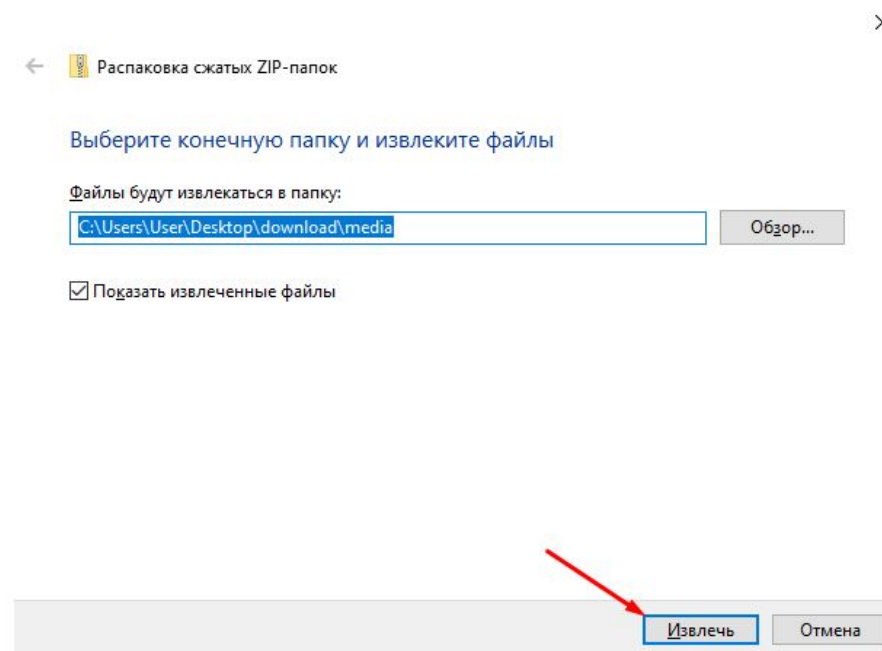 Распаковка сжатых ZIP-папок
Выберите конечную папку и извлеките файлы
Файлы будут извлекаться в папку:
C:\Users\User\Desktop\download\media
Обзор...
Показать извлеченные файлы
Извлечь
Отмена